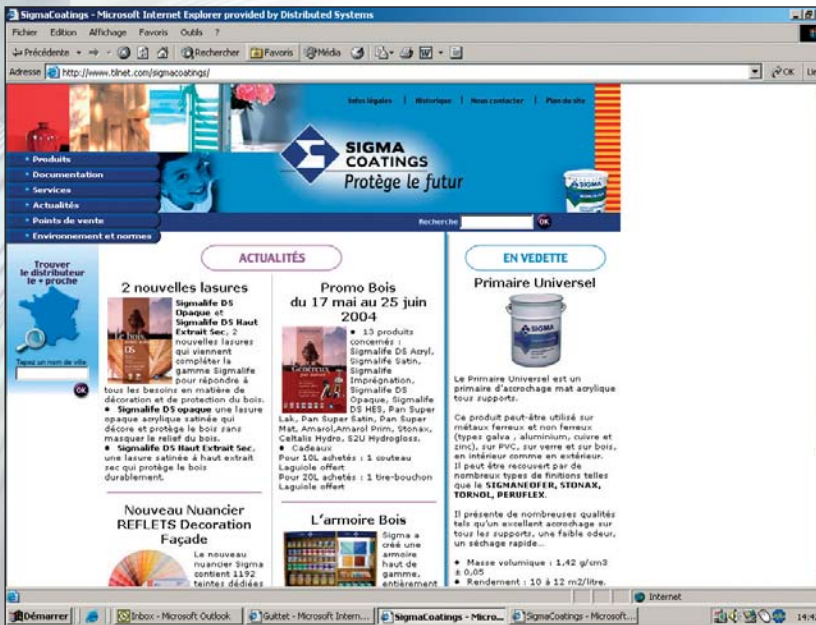 SigmaCoatings - Microsoft Internet Explorer provided by Distributed Systems
Fichier Edition Affichage Favoris Outils ?
Précédente Rechercher Favoris Média
Adresse http://www.tilnet.com/sigmacoatings/ OK
Infos légales | Historique | Nous contacter | Plan du site
SIGMA
COATINGS
Protège le futur
SIGMA
Produits
Documentation
Services
Actualités
Points de vente
Environnement et normes
Recherche OK
Trouver
le distributeur
le + proche
Tapez un nom de ville
OK
ACTUALITÉS
2 nouvelles lasures
Sigmalife DS
Opaque et
Sigmalife DS Haut
Extrait Sec, 2
nouvelles lasures
qui viennent
compléter la
gamme Sigmalife
pour répondre à
tous les besoins en matière de
décoration et de protection du bois.
• Sigmalife DS opaque une lasure
opaque acrylique satinée qui
décore et protège le bois sans
masquer le relief du bois.
• Sigmalife DS Haut Extrait Sec,
une lasure satinée à haut extrait
sec qui protège le bois
durablement.
Nouveau Nuancier
REFLETS Decoration
Façade
Le nouveau
nuancier Sigma
contient 1192
teintes dédiées
Promo Bois
du 17 mai au 25 juin
2004
• 13 produits
concernés :
Sigmalife DS Acryl,
Sigmalife Satin,
Sigmalife
Imprégnation,
Sigmalife DS
Opaque, Sigmalife
DS HES, Pan Super
Lak, Pan Super Satin, Pan Super
Mat, Amarol,Amarol Prim, Stonax,
Celtalis Hydro, S2U Hydrogloss.
• Cadeaux
Pour 10L achetés : 1 couteau
Laguiole offert
Pour 20L achetés : 1 tire-bouchon
Laguiole offert
L'armoire Bois
Sigma a
créé une
armoire
haut de
gamme,
entièrement
EN VEDETTE
Primaire Universel
SIGMA
Le Primaire Universel est un
primaire d'accrochage mat acrylique
tous supports.
Ce produit peut-être utilisé sur
métaux ferreux et non ferreux
(types galva , aluminium, cuivre et
zinc), sur PVC, sur verre et sur bois,
en intérieur comme en extérieur.
Il peut être recouvert par de
nombreux types de finitions telles
que le SIGMANEOFER, STONAX,
TORNOL, PERUFLEX.
Il présente de nombreuses qualités
tels qu'un excellent accrochage sur
tous les supports, une faible odeur,
un séchage rapide...
• Masse volumique : 1,42 g/cm3
± 0,05
• Rendement : 10 à 12 m2/litre.
Internet
Démarrer Inbox - Microsoft Outlook Guittet - Microsoft Intern... SigmaCoatings - Micro... SigmaCoatings - Microsoft...